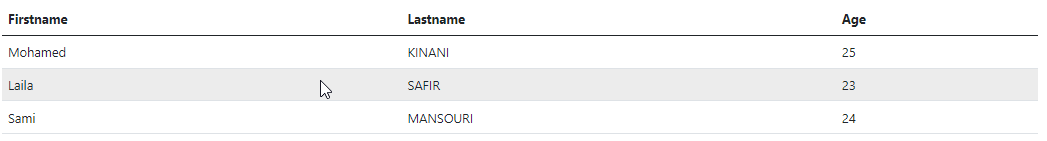 Firstname Lastname Age
Mohamed KINANI 25
Laila SAFIR 23
Sami MANSOURI 24